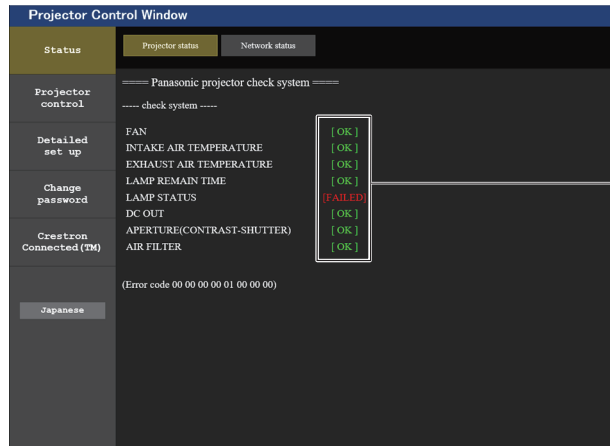 Projector Control Window
Status
Projector status
Network status
Projector control
Detailed set up
Change password
Crestron Connected(TM)
Japanese
==== Panasonic projector check system ====
----- check system -----
FAN [ OK ]
INTAKE AIR TEMPERATURE [ OK ]
EXHAUST AIR TEMPERATURE [ OK ]
LAMP REMAIN TIME [ OK ]
LAMP STATUS [FAILED]
DC OUT [ OK ]
APERTURE(CONTRAST-SHUTTER) [ OK ]
AIR FILTER [ OK ]
(Error code 00 00 00 00 01 00 00 00)